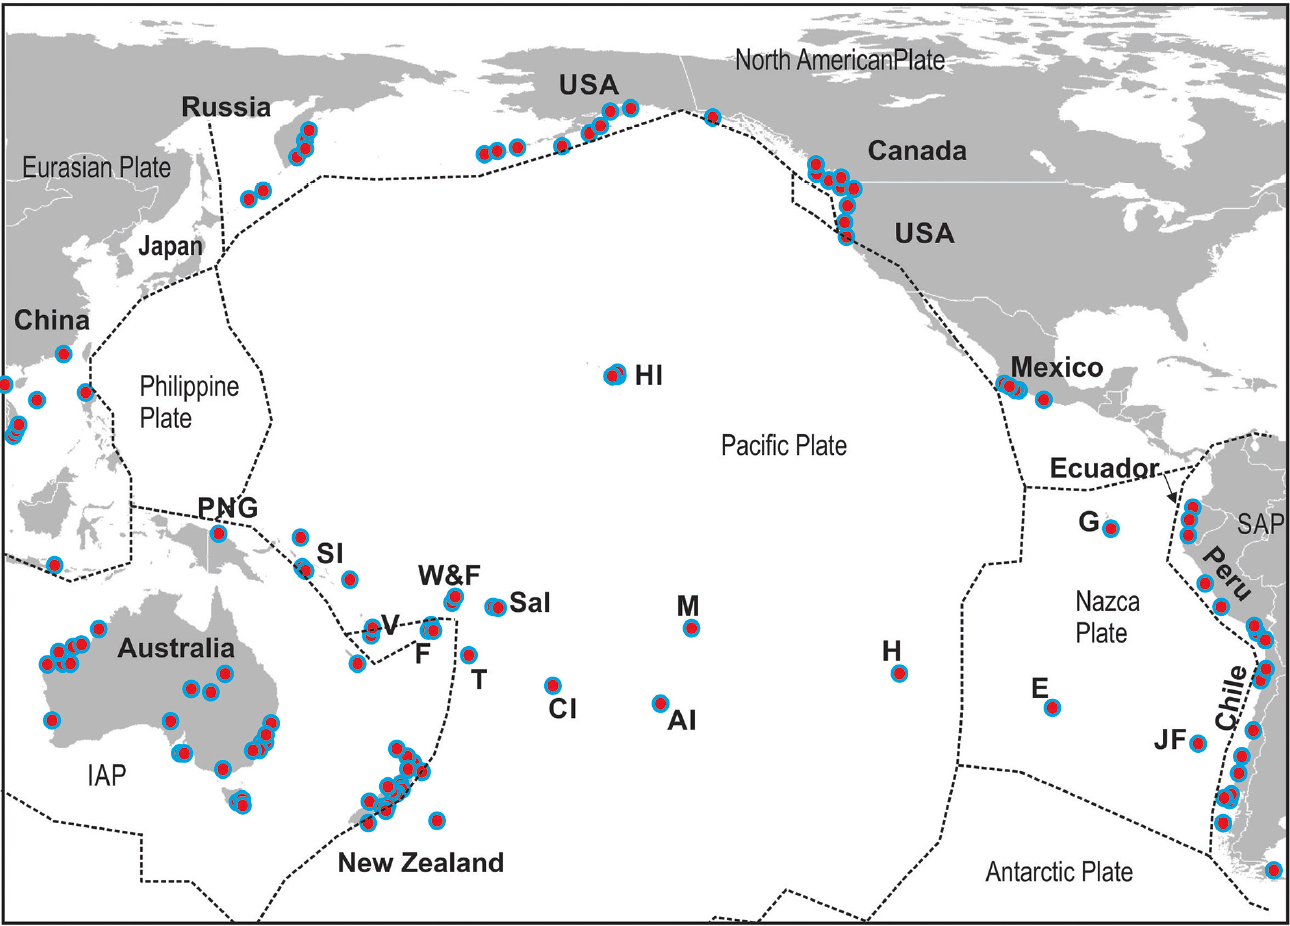 North AmericanPlate
USA
Russia
Canada
Eurasian Plate
USA
Japan
China
Mexico
HI
Philippine
Plate
Pacific Plate
Ecuador
PNG
G
SAP
SI
Peru
W&F
Sal
M
Nazca
Plate
V
Australia
F
H
T
E
Chile
CI
AI
JF
IAP
New Zealand
Antarctic Plate